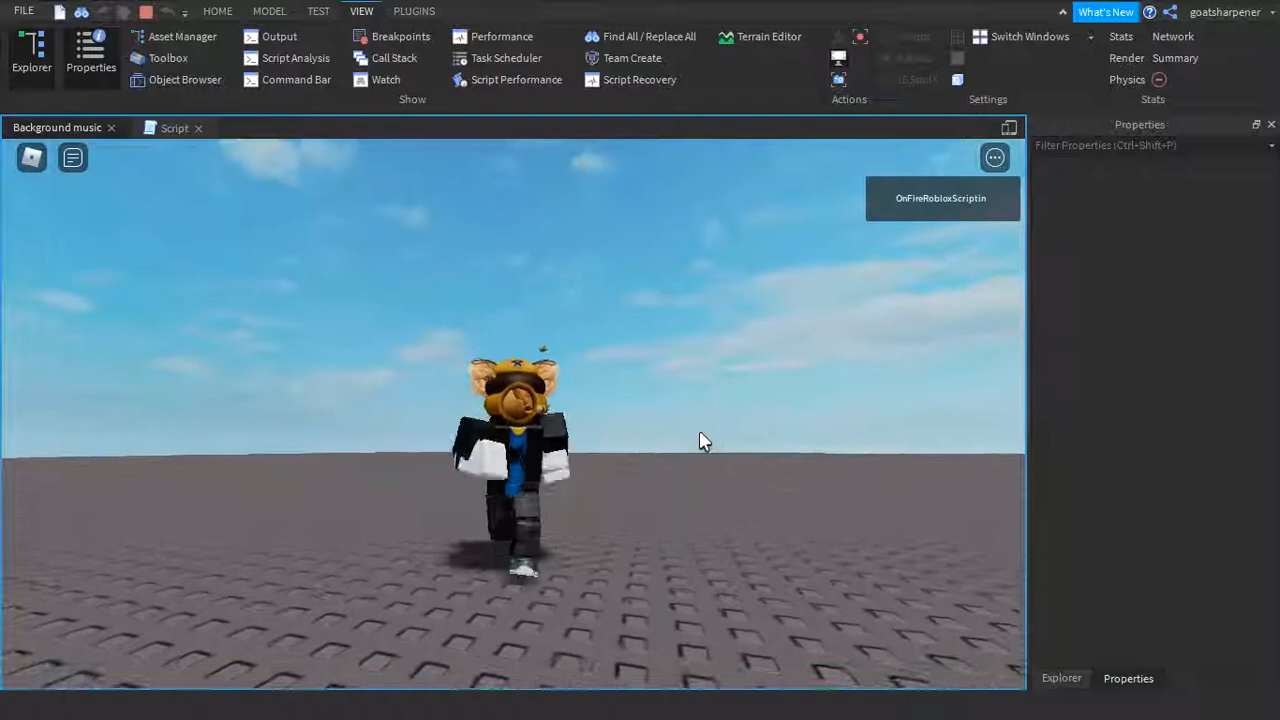 FILE HOME MODEL TEST VIEW PLUGINS What's New goatsharpener
Asset Manager Output Breakpoints Performance Find All / Replace All Terrain Editor Switch Windows Stats Network
Explorer Properties Toolbox Script Analysis Call Stack Task Scheduler Team Create Render Summary
Object Browser Command Bar Watch Script Performance Script Recovery Physics
Show Actions Settings Stats
Background music Script Properties
Filter Properties (Ctrl+Shift+P)
OnFireRobloxScriptin
Explorer Properties